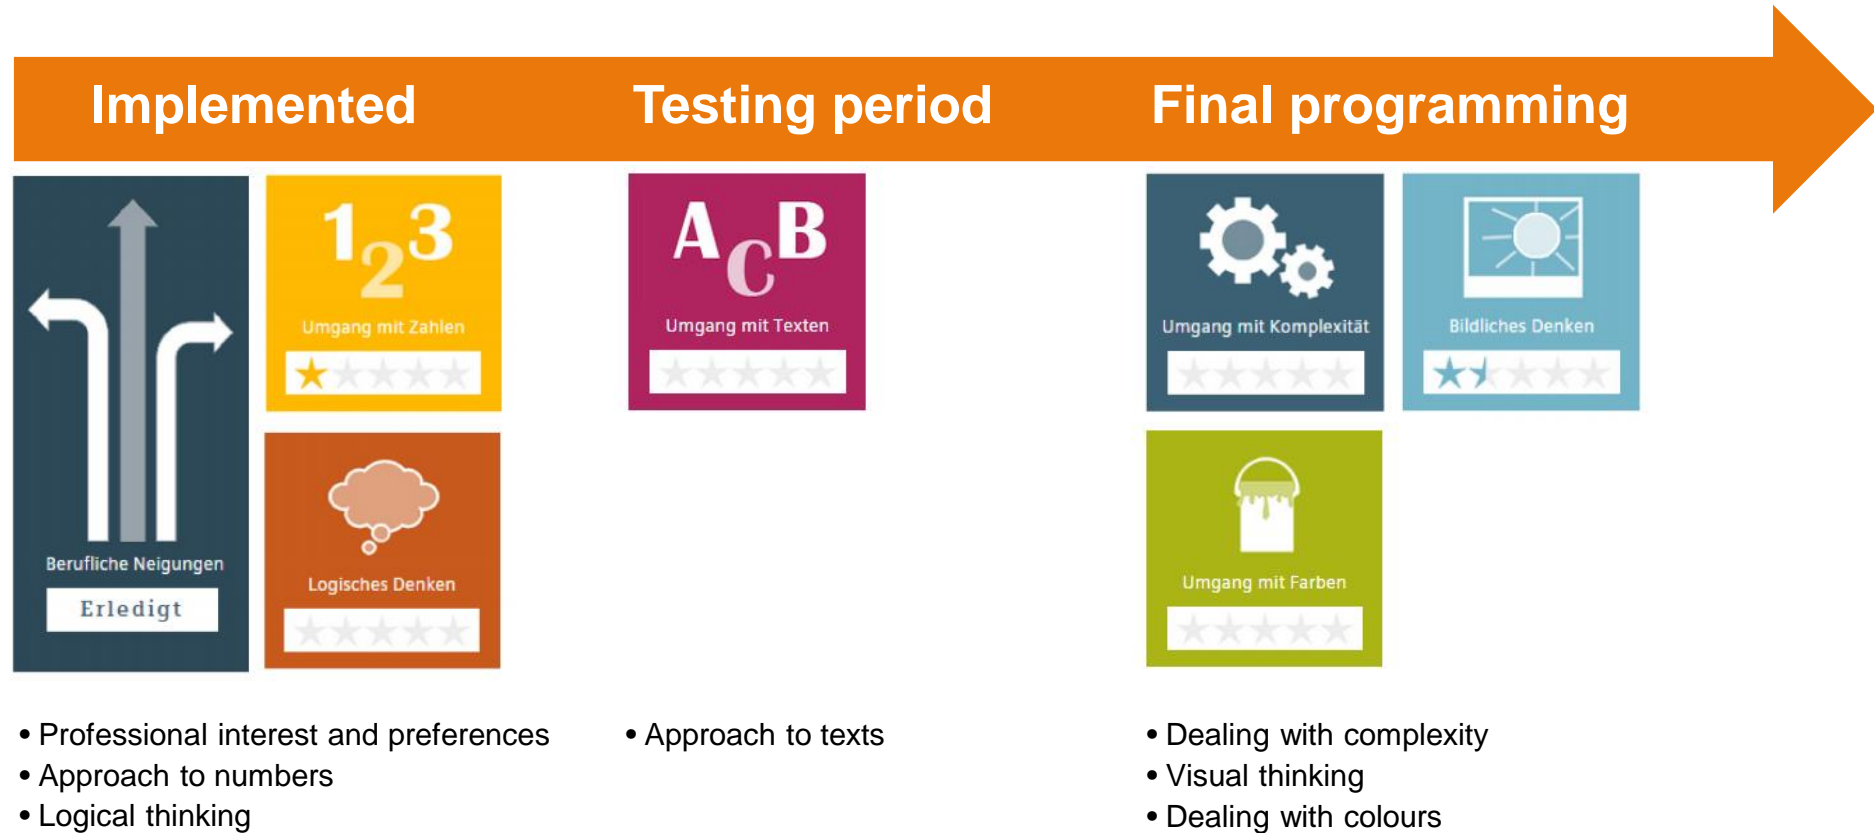 Implemented
Testing period
Final programming
Berufliche Neigungen
Erledigt
1 2 3
Umgang mit Zahlen
Logisches Denken
A C B
Umgang mit Texten
Umgang mit Komplexität
Bildliches Denken
Umgang mit Farben
• Professional interest and preferences
• Approach to numbers
• Logical thinking
• Approach to texts
• Dealing with complexity
• Visual thinking
• Dealing with colours